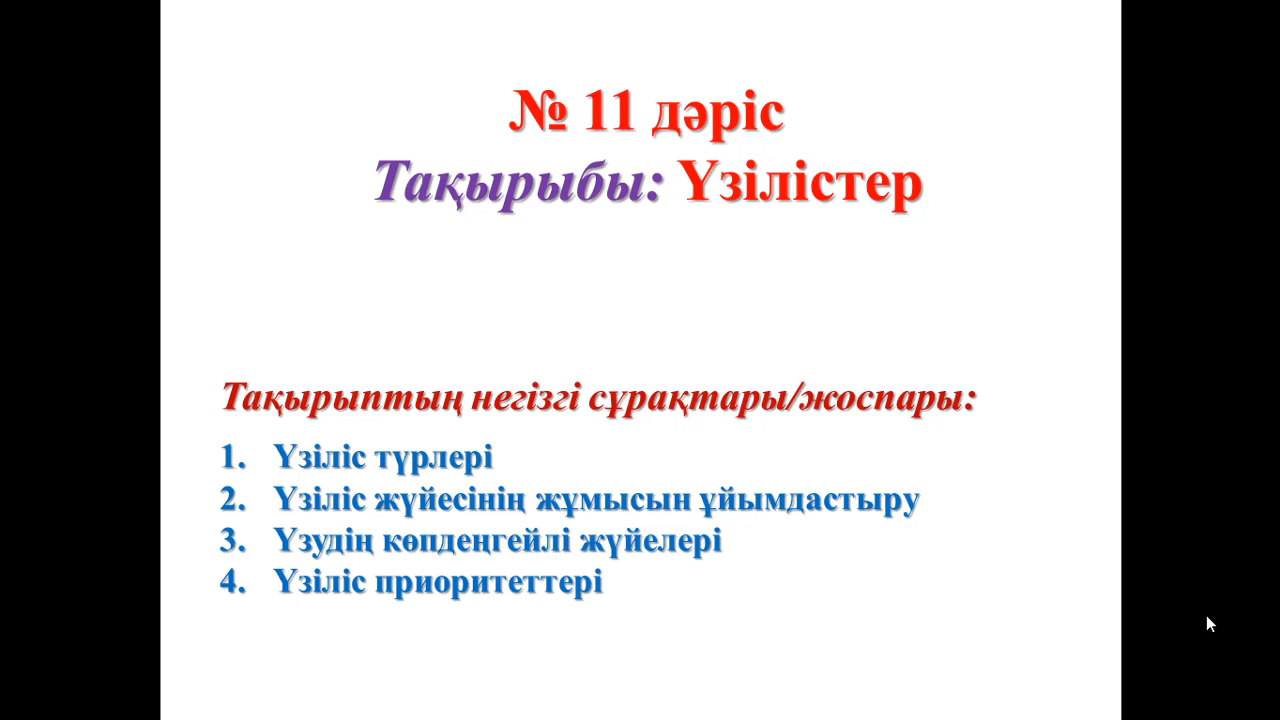 № 11 дәріс
Тақырыбы: Үзілістер
Тақырыптың негізгі сұрақтары/жоспары:
1. Үзіліс түрлері
2. Үзіліс жүйесінің жұмысын ұйымдастыру
3. Үзудің көпдеңгейлі жүйелері
4. Үзіліс приоритеттері